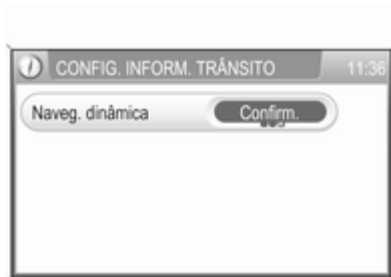 CONFIG. INFORM. TRÂNSITO 11:36
Naveg. dinâmica Confirm.